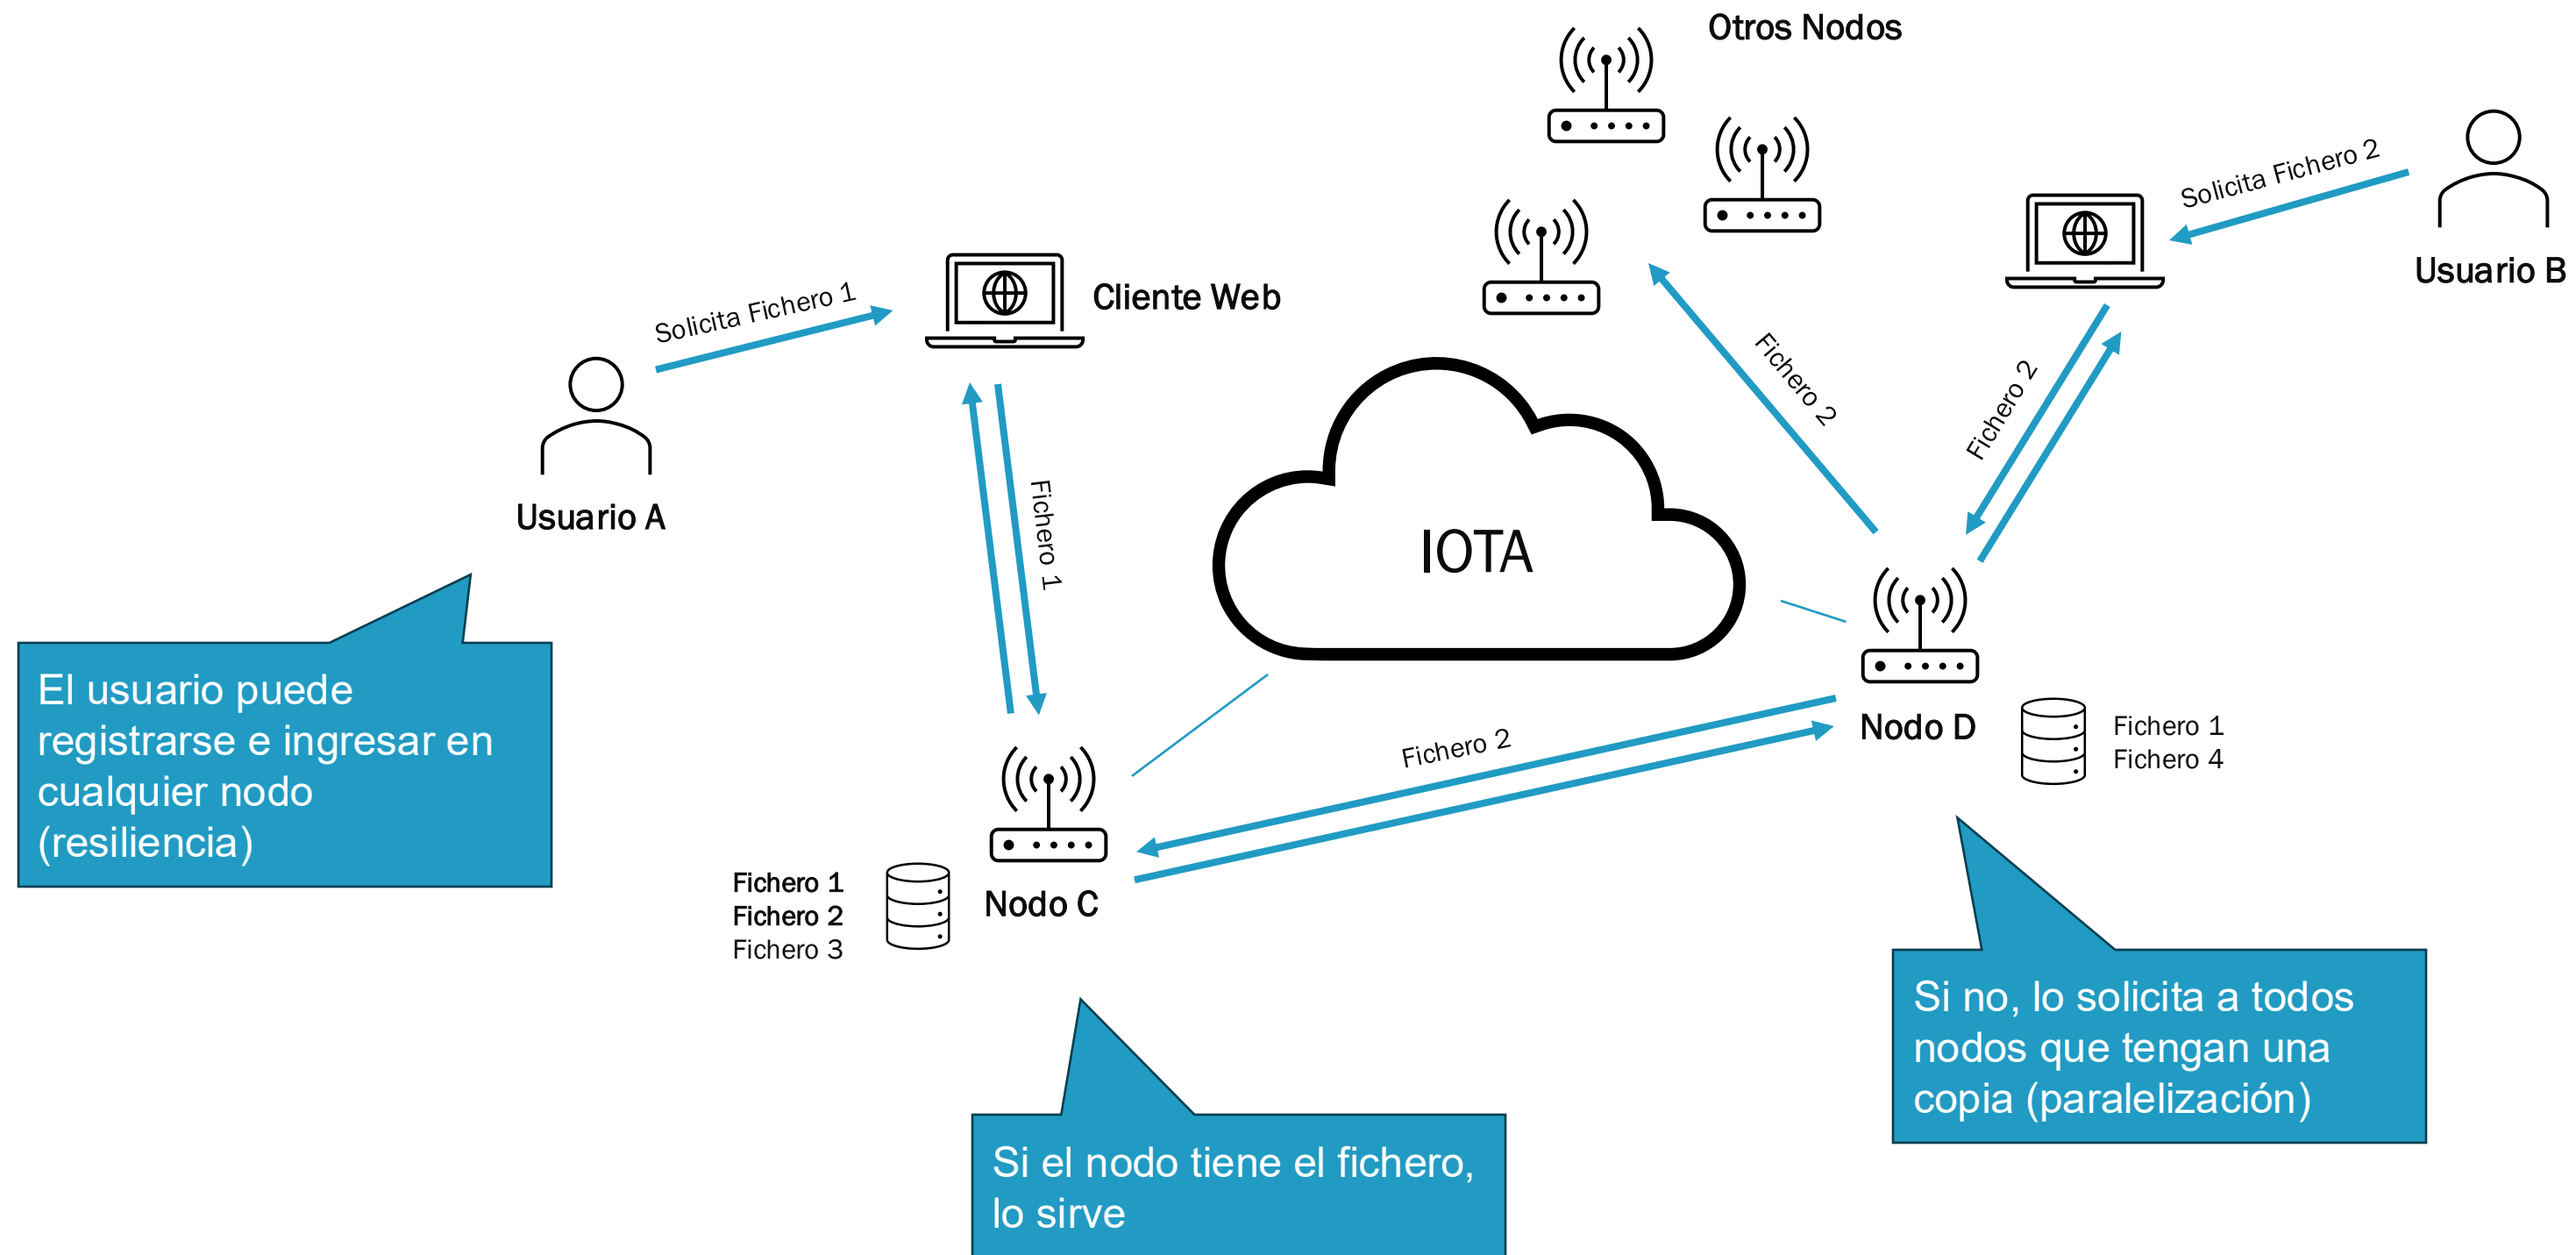 Otros Nodos
Solicita Fichero 2
Usuario B
Solicita Fichero 1
Cliente Web
Usuario A
Fichero 1
Fichero 2
Fichero 2
IOTA
El usuario puede
registrarse e ingresar en
cualquier nodo
(resiliencia)
Fichero 2
Nodo D
Fichero 1
Fichero 4
Fichero 1
Fichero 2
Fichero 3
Nodo C
Si el nodo tiene el fichero,
lo sirve
Si no, lo solicita a todos
nodos que tengan una
copia (paralelización)